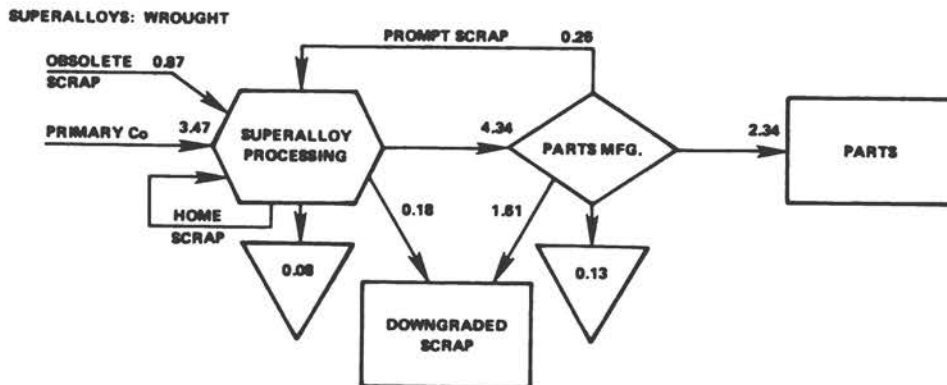 SUPERALLOYS: WROUGHT
PROMPT SCRAP 0.26
OBSOLETE 0.87
SCRAP
PRIMARY Co 3.47
SUPERALLOY
PROCESSING
4.34
PARTS MFG.
2.34
PARTS
HOME
SCRAP
0.18
1.61
0.08
0.13
DOWNGRADED
SCRAP